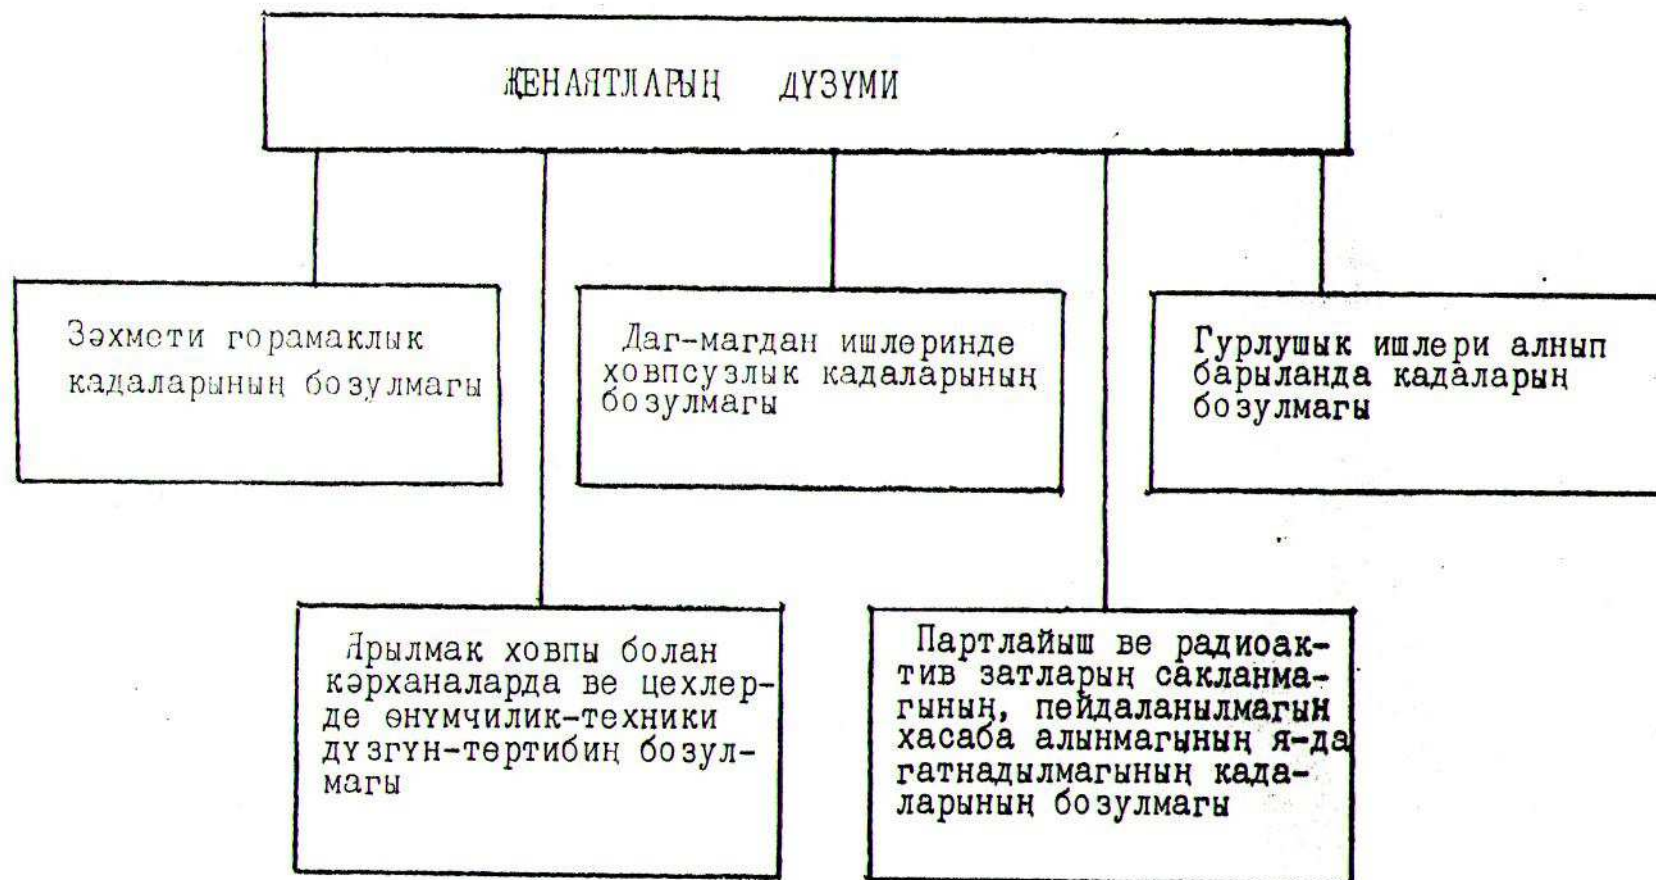 ҖЕНАЯТЛАРЫҢ ДҮЗҮМИ
Зәхмети горамаклык
кадаларының бозулмагы
Даг-магдан ишлеринде
ховпсузлык кадаларының
бозулмагы
Гурлушык ишлери алнып
барыланда кадаларың
бозулмагы
Ярылмак ховпы болан
кәрханаларда ве цехлер-
де өнүмчилик-техники
дүзгүн-төртибиң бозул-
магы
Партлайыш ве радиоак-
тив затларың сакланма-
гының, пейдаланылмагын
хасаба алынмагының я-да
гатнадылмагының када-
ларының бозулмагы